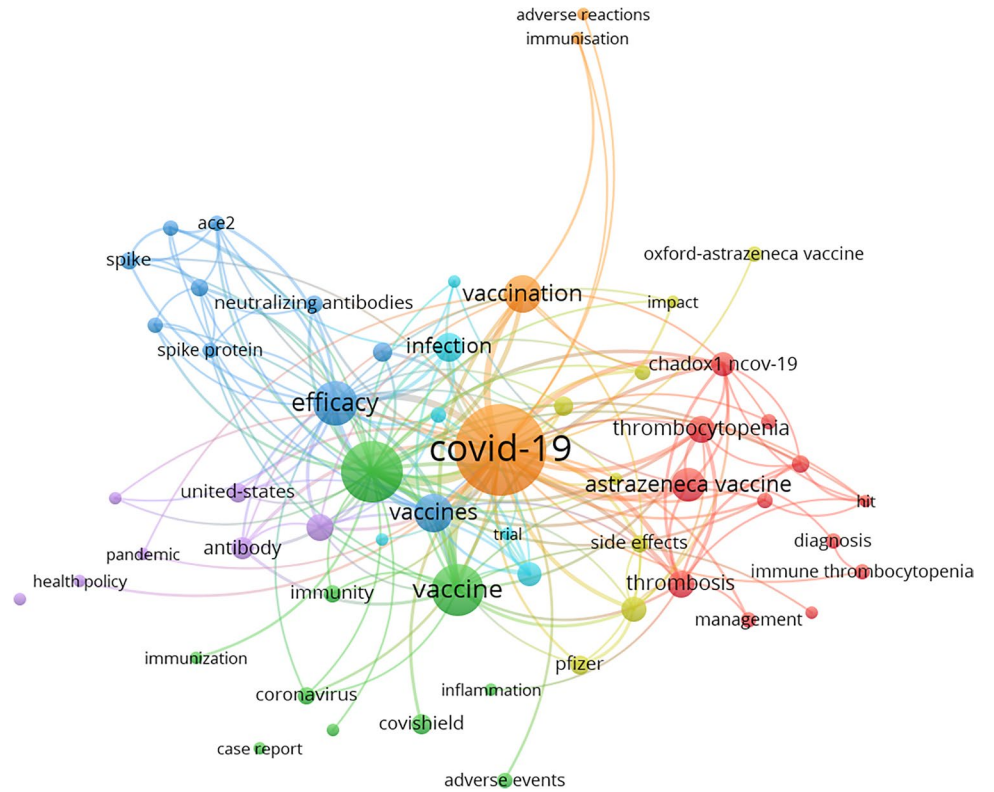 adverse reactions
immunisation
ace2
spike
oxford-astrazeneca vaccine
vaccination
neutralizing antibodies
impact
infection
spike protein
chadox1 ncov-19
efficacy
thrombocytopenia
covid-19
astrazeneca vaccine
united-states
hit
vaccines
trial
diagnosis
side effects
antibody
pandemic
immune thrombocytopenia
health policy
thrombosis
vaccine
immunity
management
immunization
pfizer
inflammation
coronavirus
covishield
case report
adverse events